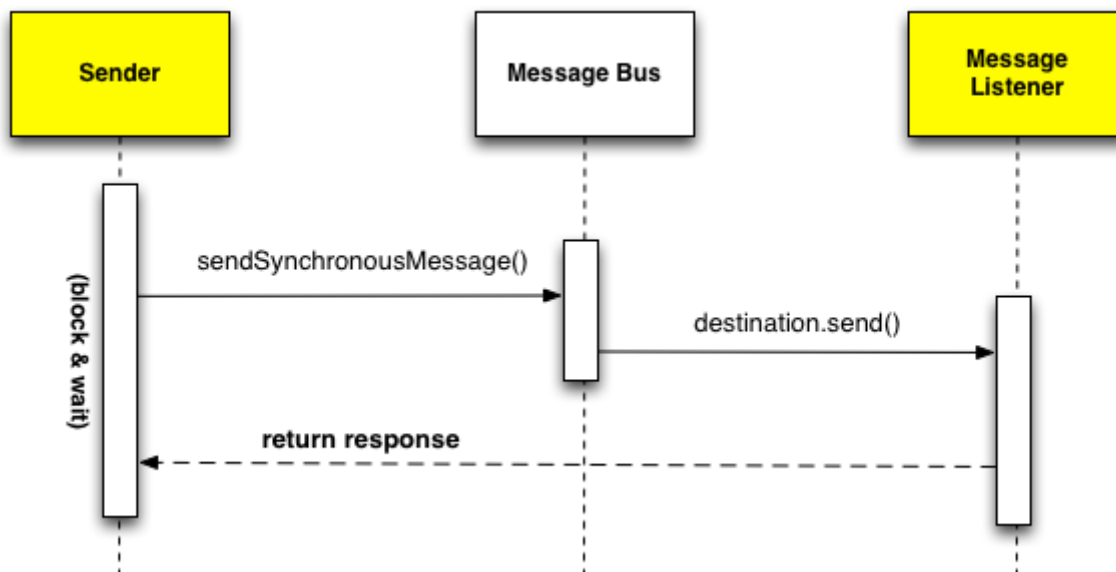 Sender
Message Bus
Message
Listener
sendSynchronousMessage()
destination.send()
(block & wait)
return response